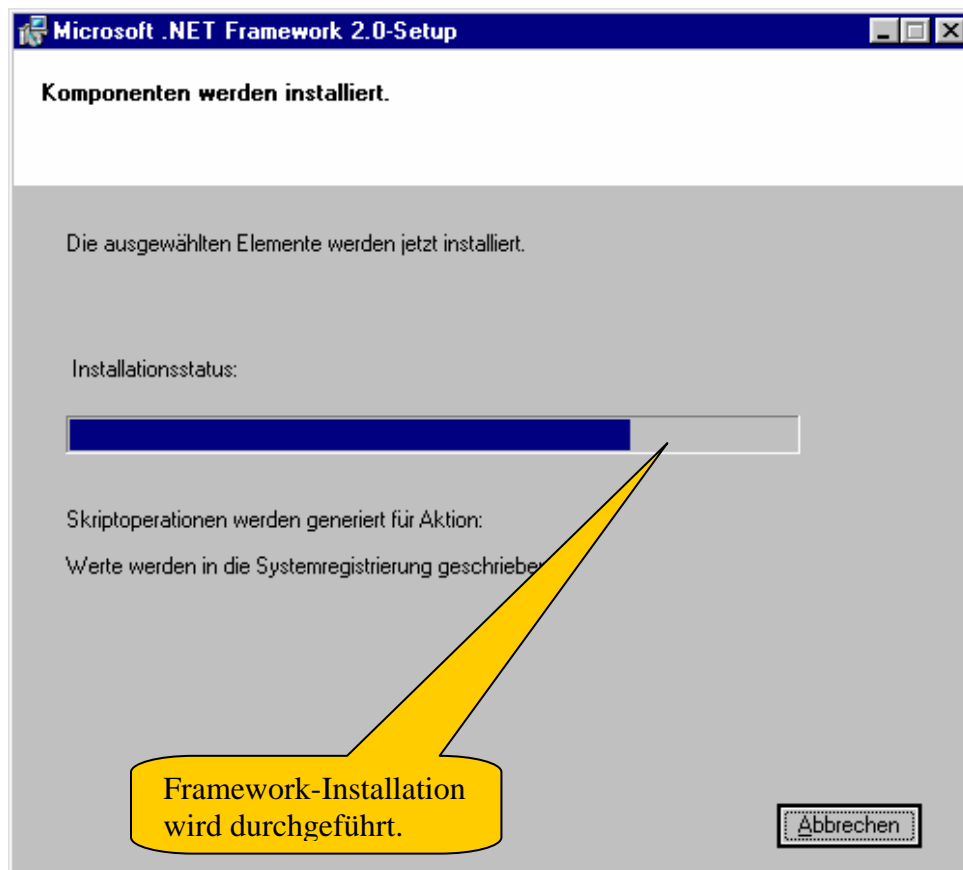 Microsoft .NET Framework 2.0-Setup
Komponenten werden installiert.
Die ausgewählten Elemente werden jetzt installiert.
Installationsstatus:
Skriptoperationen werden generiert für Aktion:
Werte werden in die Systemregistrierung geschrieben
Framework-Installation
wird durchgeführt.
Abbrechen